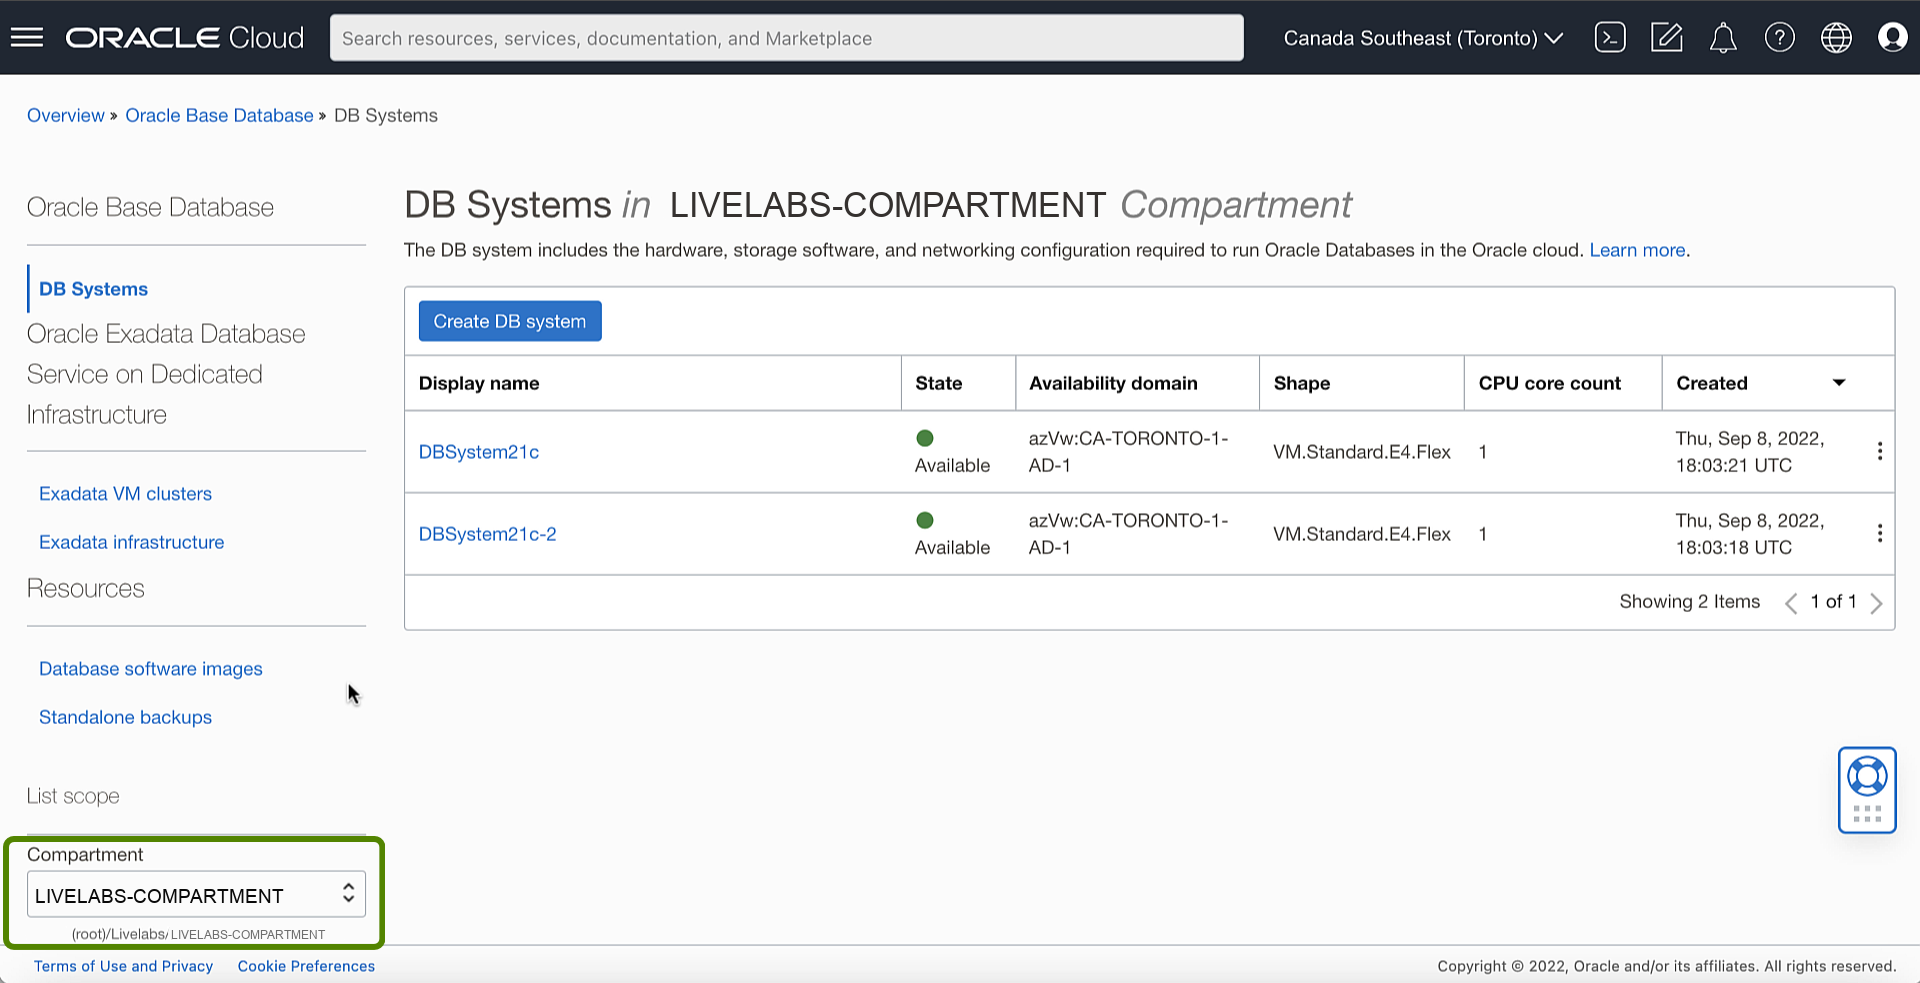 ORACLE Cloud
Search resources, services, documentation, and Marketplace
Canada Southeast (Toronto)
Overview » Oracle Base Database » DB Systems
Oracle Base Database
DB Systems
Oracle Exadata Database
Service on Dedicated
Infrastructure
Exadata VM clusters
Exadata infrastructure
Resources
Database software images
Standalone backups
List scope
Compartment
LIVELABS-COMPARTMENT
(root)/Livelabs/ LIVELABS-COMPARTMENT
DB Systems in LIVELABS-COMPARTMENT Compartment
The DB system includes the hardware, storage software, and networking configuration required to run Oracle Databases in the Oracle cloud. Learn more.
Create DB system
Display name State Availability domain Shape CPU core count Created
DBSystem21c Available azVw:CA-TORONTO-1-AD-1 VM.Standard.E4.Flex 1 Thu, Sep 8, 2022, 18:03:21 UTC
DBSystem21c-2 Available azVw:CA-TORONTO-1-AD-1 VM.Standard.E4.Flex 1 Thu, Sep 8, 2022, 18:03:18 UTC
Showing 2 Items 1 of 1
Terms of Use and Privacy Cookie Preferences
Copyright © 2022, Oracle and/or its affiliates. All rights reserved.